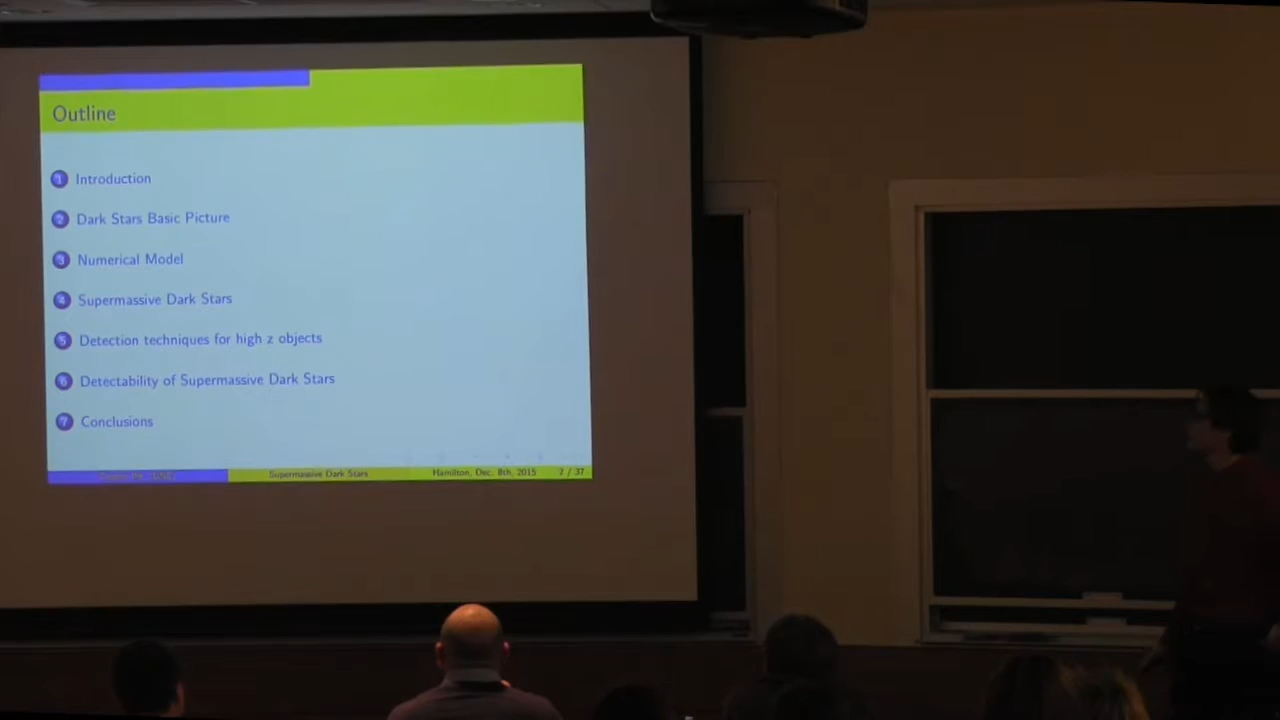 Outline
1 Introduction
2 Dark Stars Basic Picture
3 Numerical Model
4 Supermassive Dark Stars
5 Detection techniques for high z objects
6 Detectability of Supermassive Dark Stars
7 Conclusions
Supermassive Dark Stars Hamilton, Dec. 8th, 2015 2 / 37